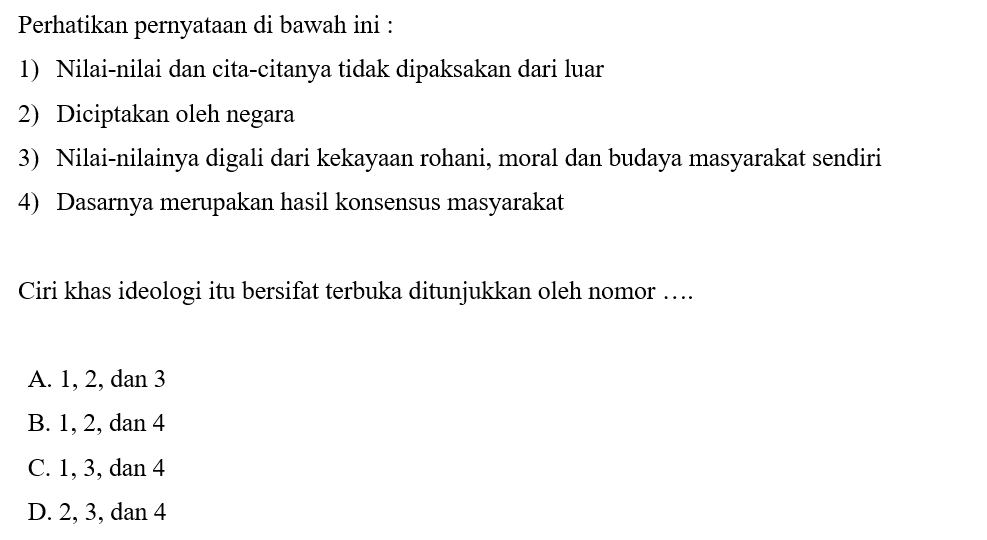 Perhatikan pernyataan di bawah ini :
1) Nilai-nilai dan cita-citanya tidak dipaksakan dari luar
2) Diciptakan oleh negara
3) Nilai-nilainya digali dari kekayaan rohani, moral dan budaya masyarakat sendiri
4) Dasarnya merupakan hasil konsensus masyarakat
Ciri khas ideologi itu bersifat terbuka ditunjukkan oleh nomor ….
A. 1, 2, dan 3
B. 1, 2, dan 4
C. 1, 3, dan 4
D. 2, 3, dan 4